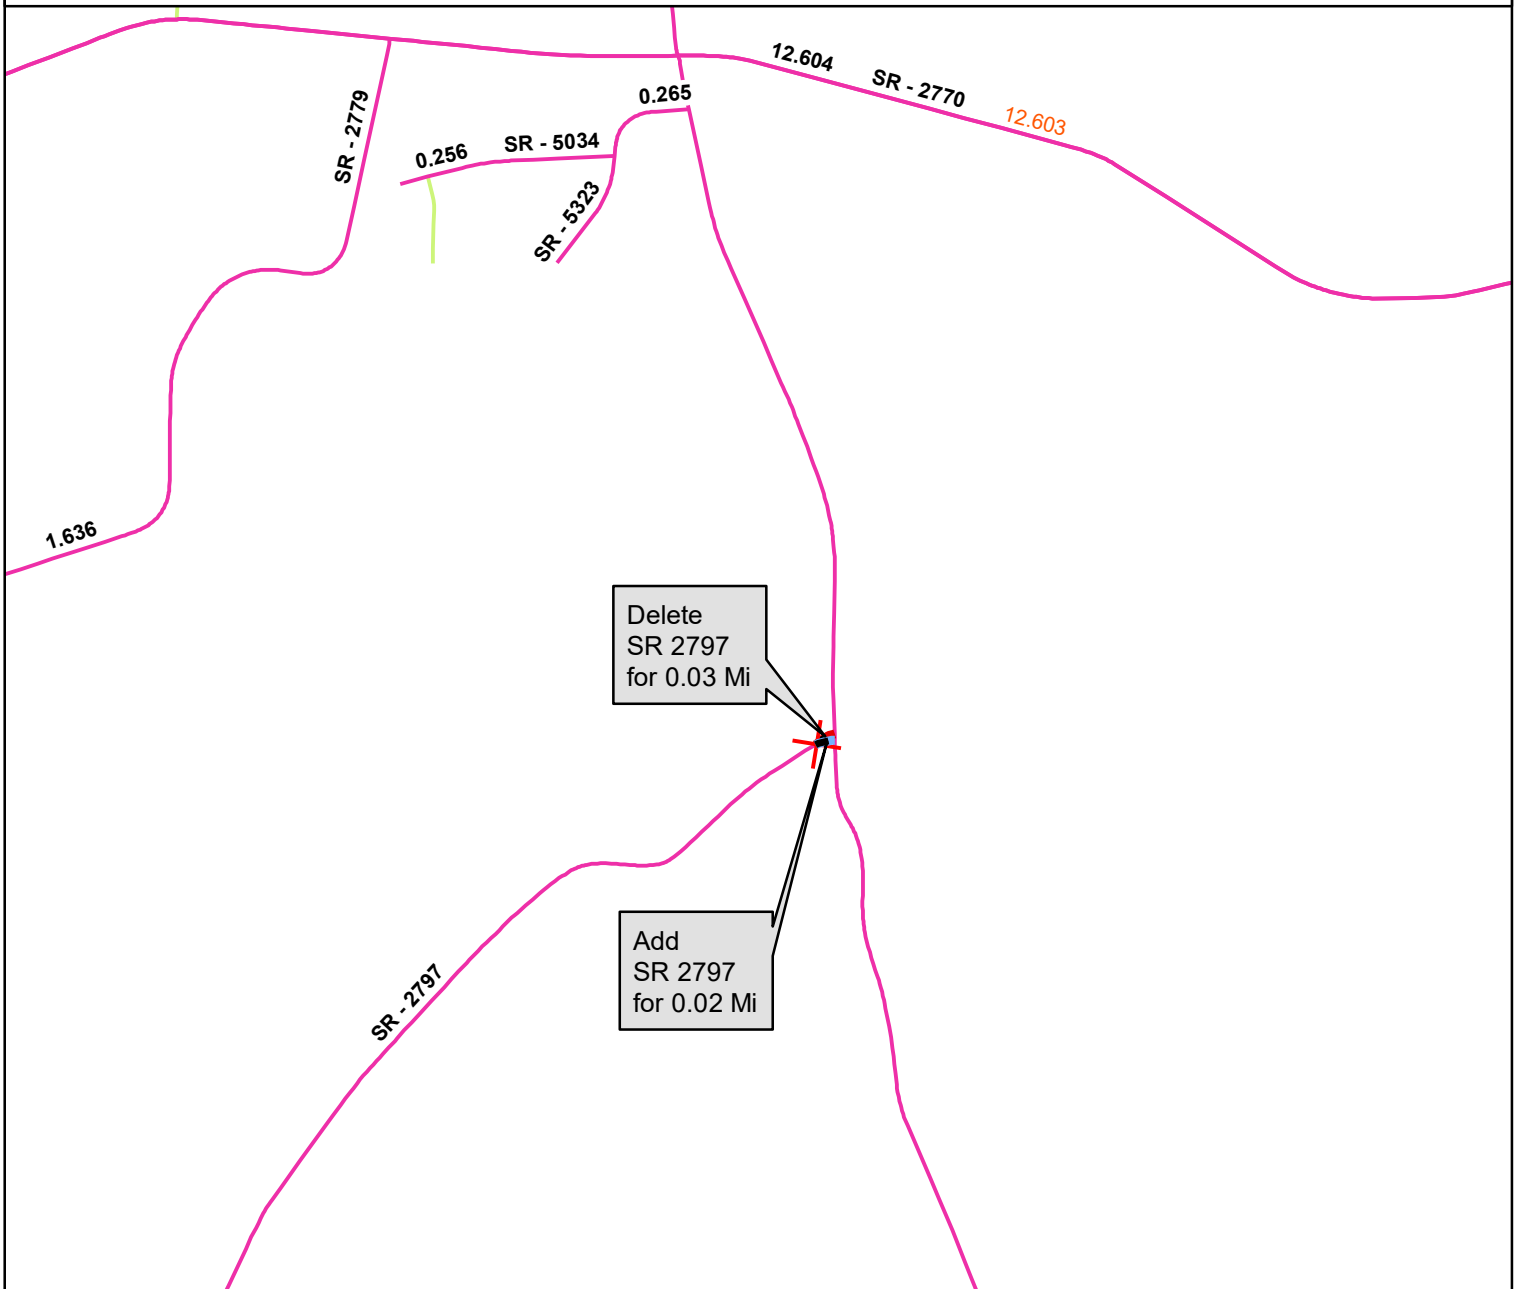 12.604
SR - 2770
12.603
0.265
SR - 2779
0.256
SR - 5034
SR - 5323
1.636
Delete
SR 2797
for 0.03 Mi
Add
SR 2797
for 0.02 Mi
SR - 2797